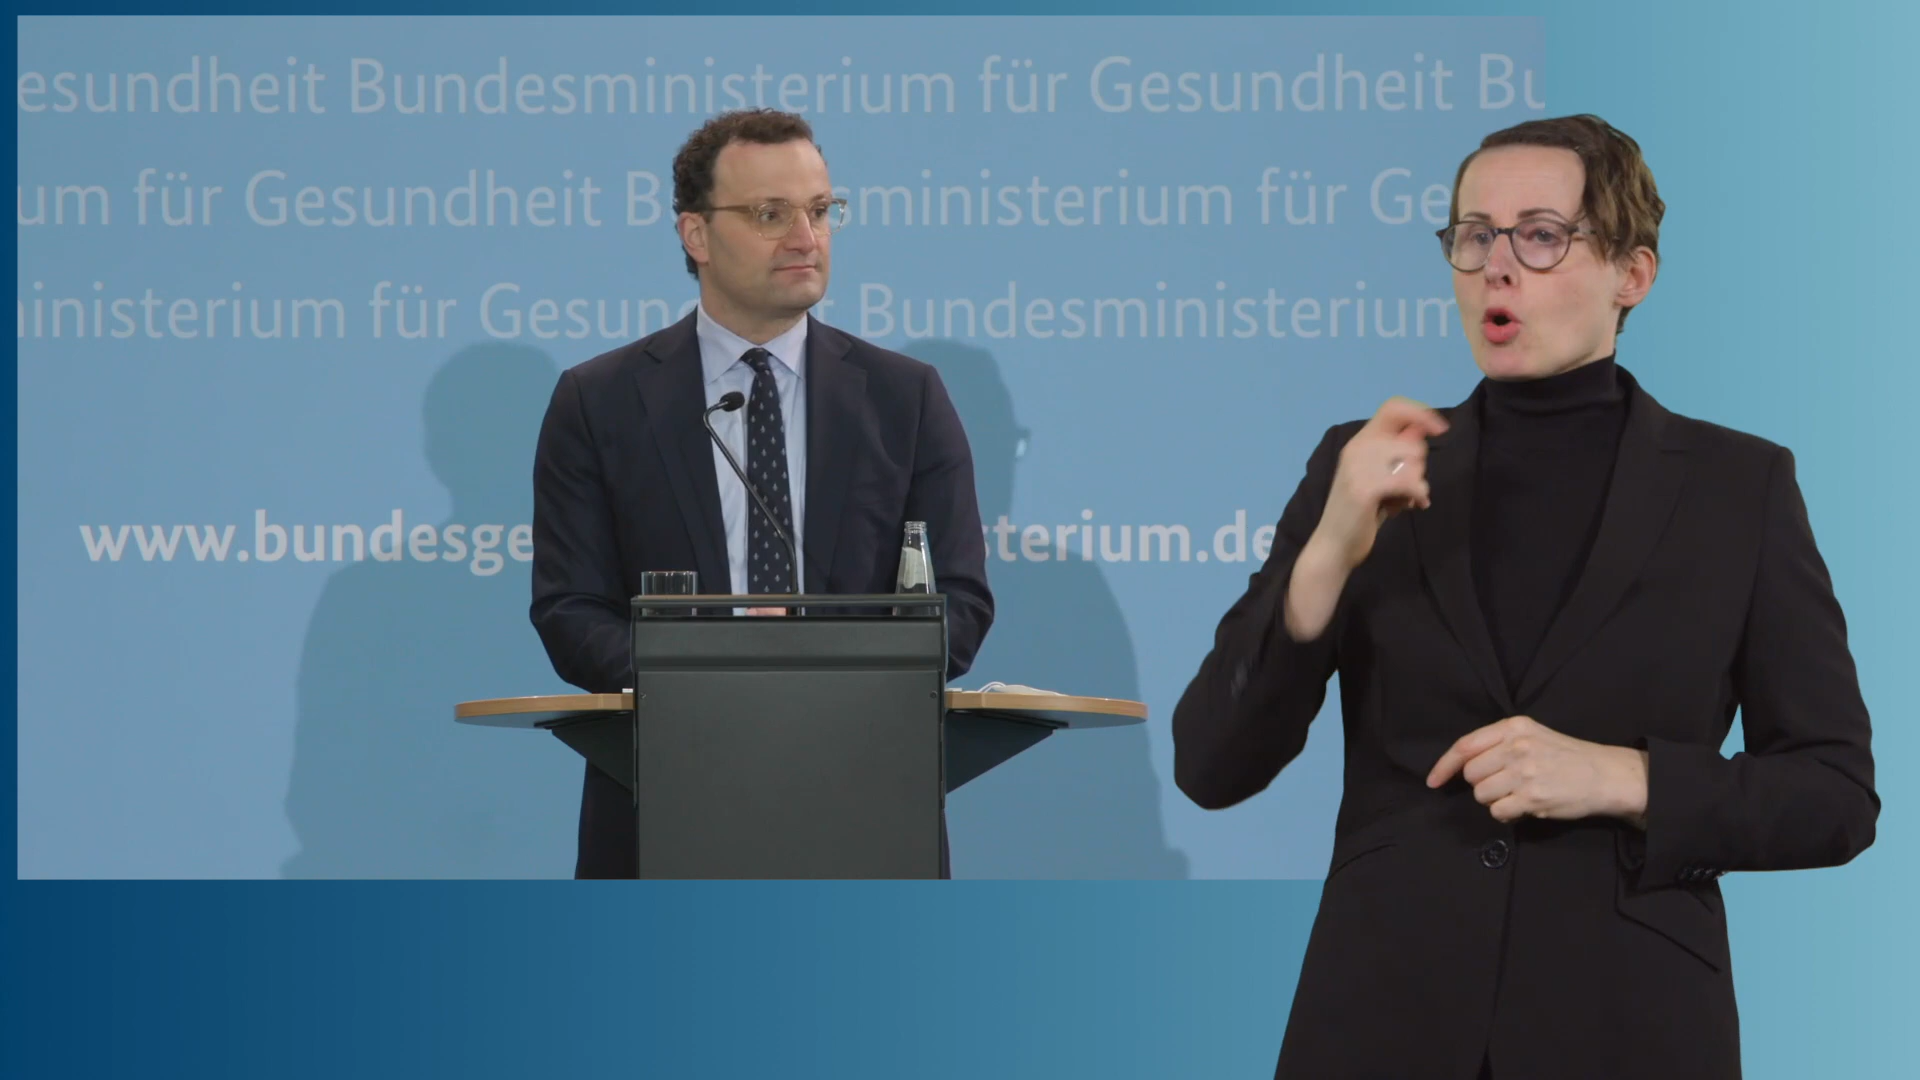 esundheit Bundesministerium für Gesundheit Bu
um für Gesundheit B sministerium für Ge
inisterium für Gesun t Bundesministerium
www.bundesge sterium.de